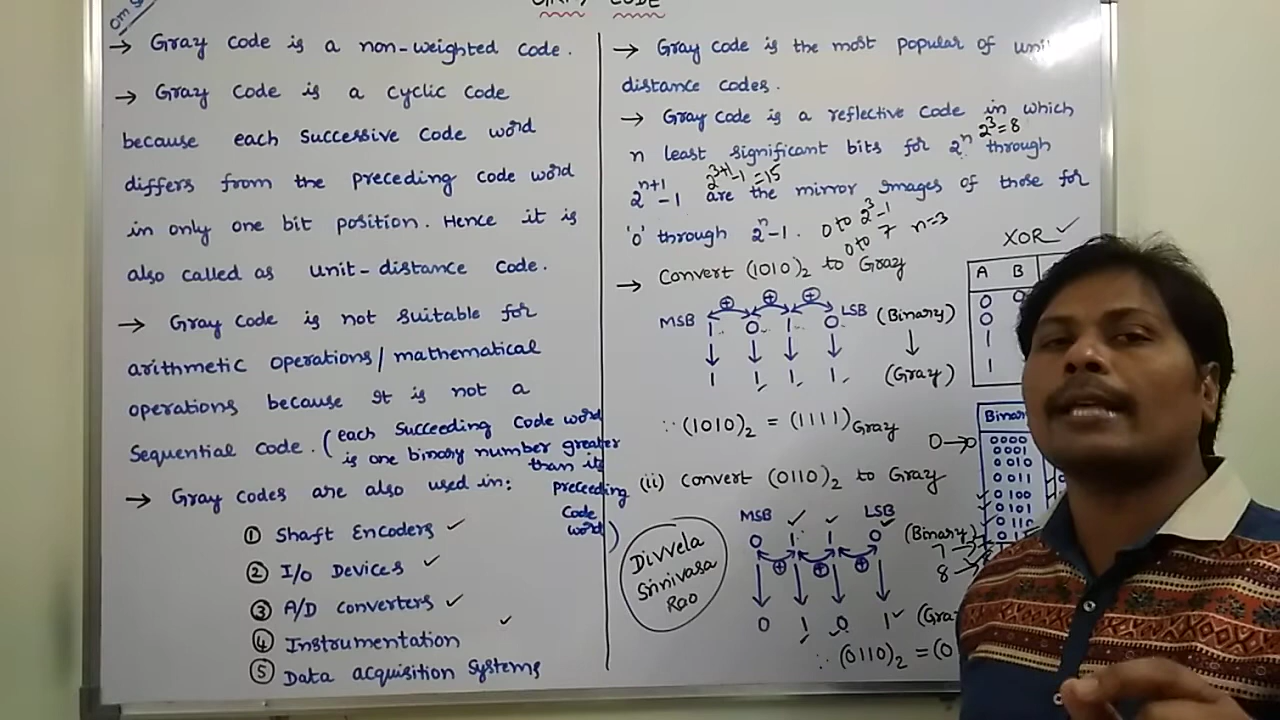 CODE
→ Gray code is a non-weighted code.
→ Gray code is a cyclic code
because each successive code word
differs from the preceding code word
in only one bit position. Hence it is
also called as unit-distance code.
→ Gray code is not suitable for
arithmetic operations/mathematical
operations because It is not a
Sequential code. (each succeeding code word
is one binary number greater
than its
preceeding
code
word)
→ Gray codes are also used in:
① Shaft Encoders ✓
② I/o Devices ✓
③ A/D converters ✓
④ Instrumentation ✓
⑤ Data acquisition systems
→ Gray code is the most popular of
distance codes.
→ Gray code is a reflective code in which
n least significant bits for 2^n through
2^3=8
2^n+1 -1 are the mirror images of those for
2^3+1 -1 =15
'0' through 2^n-1. 0 to 2^3-1
0 to 7 n=3
→ Convert (1010)2 to Gray
⊕ ⊕ ⊕
MSB 1 0 1 0 LSB (Binary)
↓ ↓ ↓ ↓ ↓
1 1 1 1 (Gray)
∴ (1010)2 = (1111)Gray
(ii) Convert (0110)2 to Gray
MSB ✓ ✓ LSB
0 1 1 0 (Binary)
⊕ ⊕ ⊕
↓ ↓ ↓ ↓
0 1 0 1 (Gra
∴ (0110)2 = (0
Divvela
Srinivasa
Rao
XOR ✓
A B
0 0
0
1
1
Binar
0→ 0000
0001
0010
0011
0100
0101
7→
8→